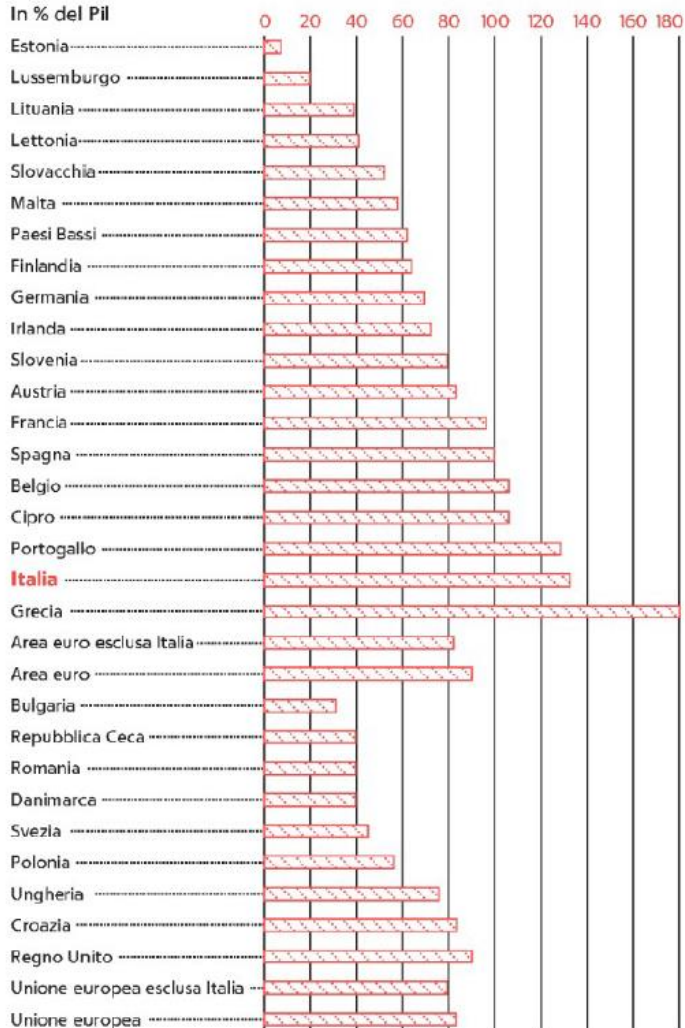 In % del Pil
0 20 40 60 80 100 120 140 160 180
Estonia
Lussemburgo
Lituania
Lettonia
Slovacchia
Malta
Paesi Bassi
Finlandia
Germania
Irlanda
Slovenia
Austria
Francia
Spagna
Belgio
Cipro
Portogallo
Italia
Grecia
Area euro esclusa Italia
Area euro
Bulgaria
Repubblica Ceca
Romania
Danimarca
Svezia
Polonia
Ungheria
Croazia
Regno Unito
Unione europea esclusa Italia
Unione europea